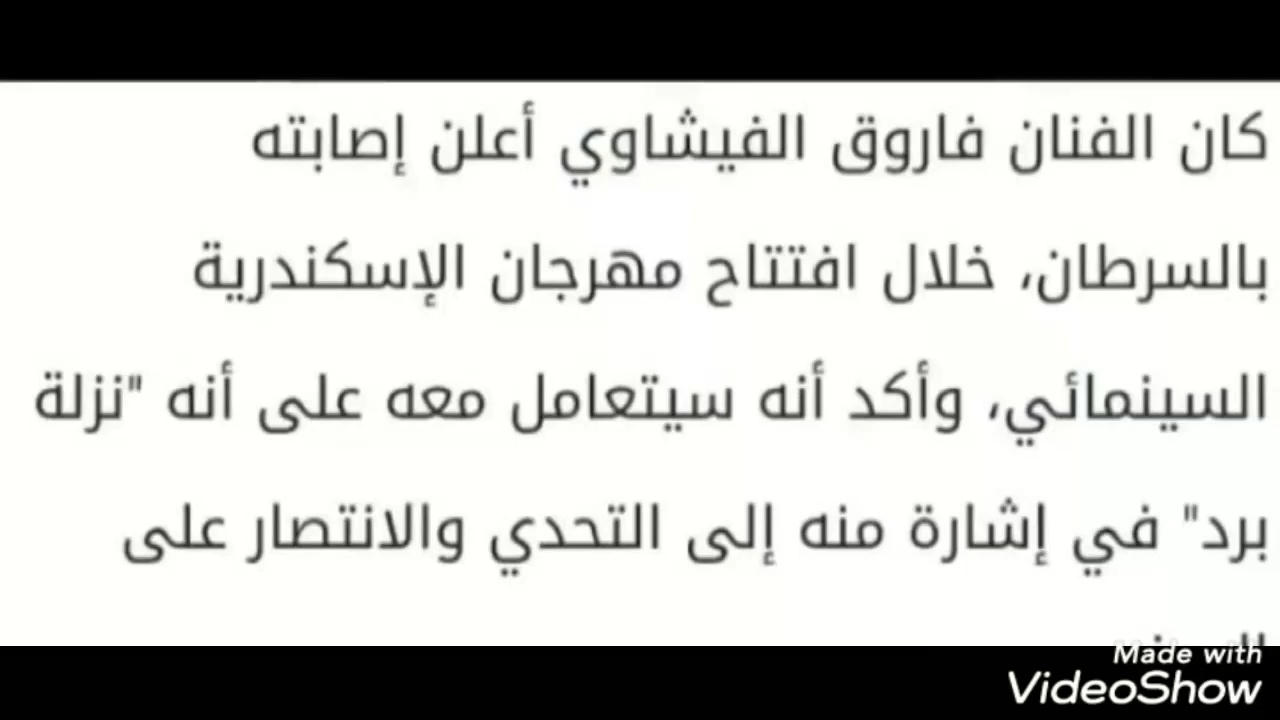 كان الفنان فاروق الفيشاوي أعلن إصابته
بالسرطان، خلال افتتاح مهرجان الإسكندرية
السينمائي، وأكد أنه سيتعامل معه على أنه "نزلة
برد" في إشارة منه إلى التحدي والانتصار على
Made with
VideoShow